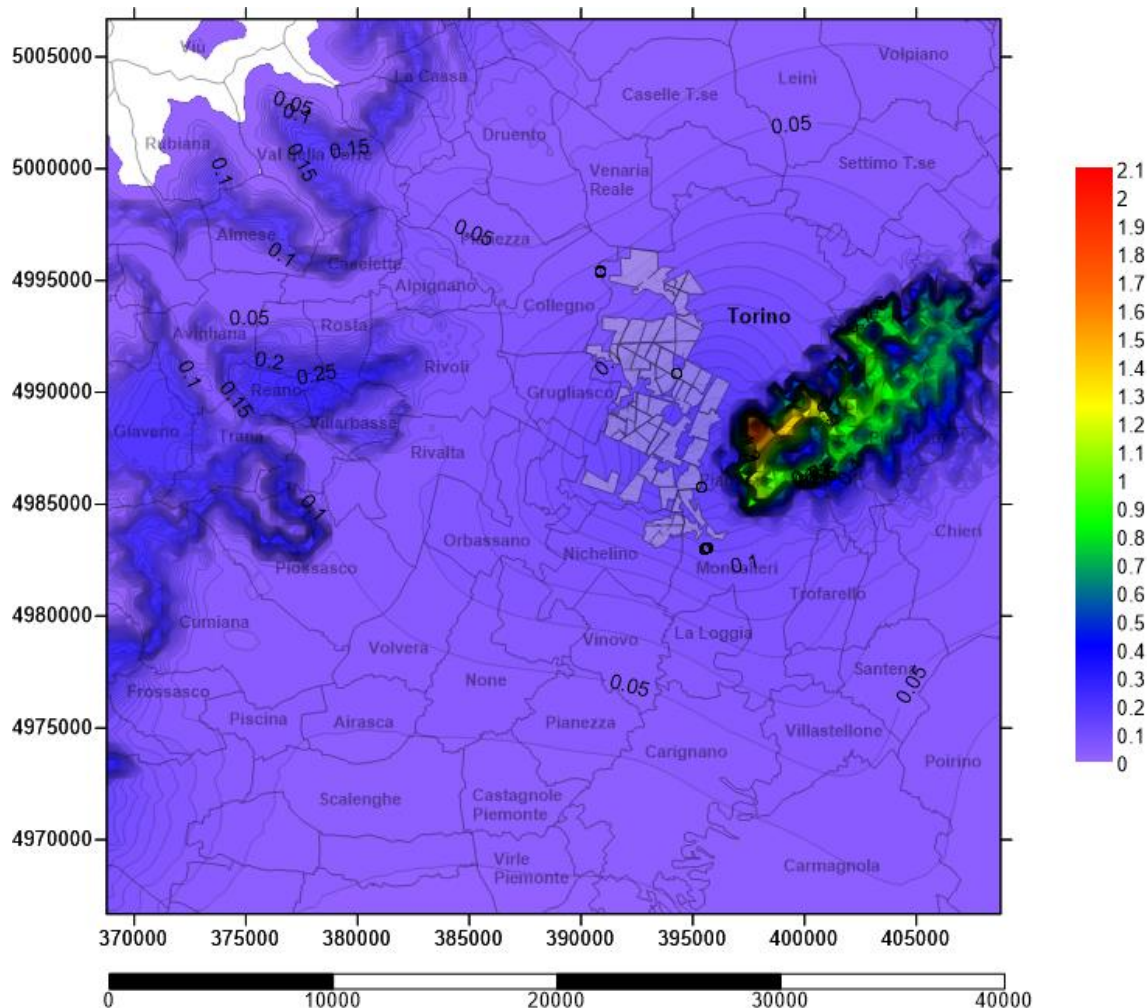 5005000
Viù
Volpiano
La Cassa
Leinì
Caselle T.se
0.05
0.1
0.05
Druento
Rubiana
0.15
Val della Torre
0.15
Settimo T.se
5000000
Venaria
Reale
0.1
0.05
Almese
Pianezza
0.1
Caselette
4995000
Alpignano
Collegno
Torino
0.05
Rosta
Avigliana
0.2
0.1
0.25
Rivoli
4990000
Reano
0.15
Grugliasco
Villarbasse
Giaveno
Trana
Rivalta
4985000
0.1
Chieri
Orbassano
Nichelino
0.1
Moncalieri
Piossasco
Trofarello
4980000
Cumiana
Vinovo
La Loggia
Volvera
Santena
0.05
0.05
None
Frossasco
4975000
Piscina
Airasca
Pianezza
Villastellone
Carignano
Poirino
Scalenghe
Castagnole
Piemonte
4970000
Virle
Piemonte
Carmagnola
370000 375000 380000 385000 390000 395000 400000 405000
0 10000 20000 30000 40000
2.1
2
1.9
1.8
1.7
1.6
1.5
1.4
1.3
1.2
1.1
1
0.9
0.8
0.7
0.6
0.5
0.4
0.3
0.2
0.1
0